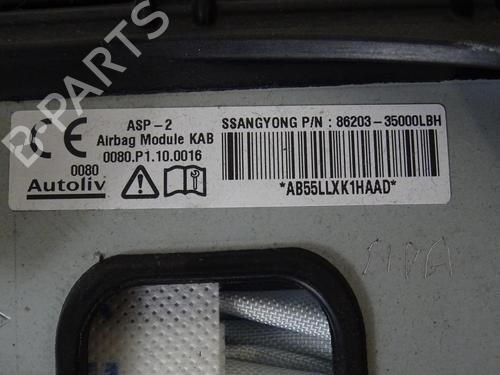 B-PARTS
ASP-2
SSANGYONG P/N : 86203-35000LBH
CE
Airbag Module KAB
0080.P1.10.0016
0080
Autoliv
*AB55LLXK1HAAD*